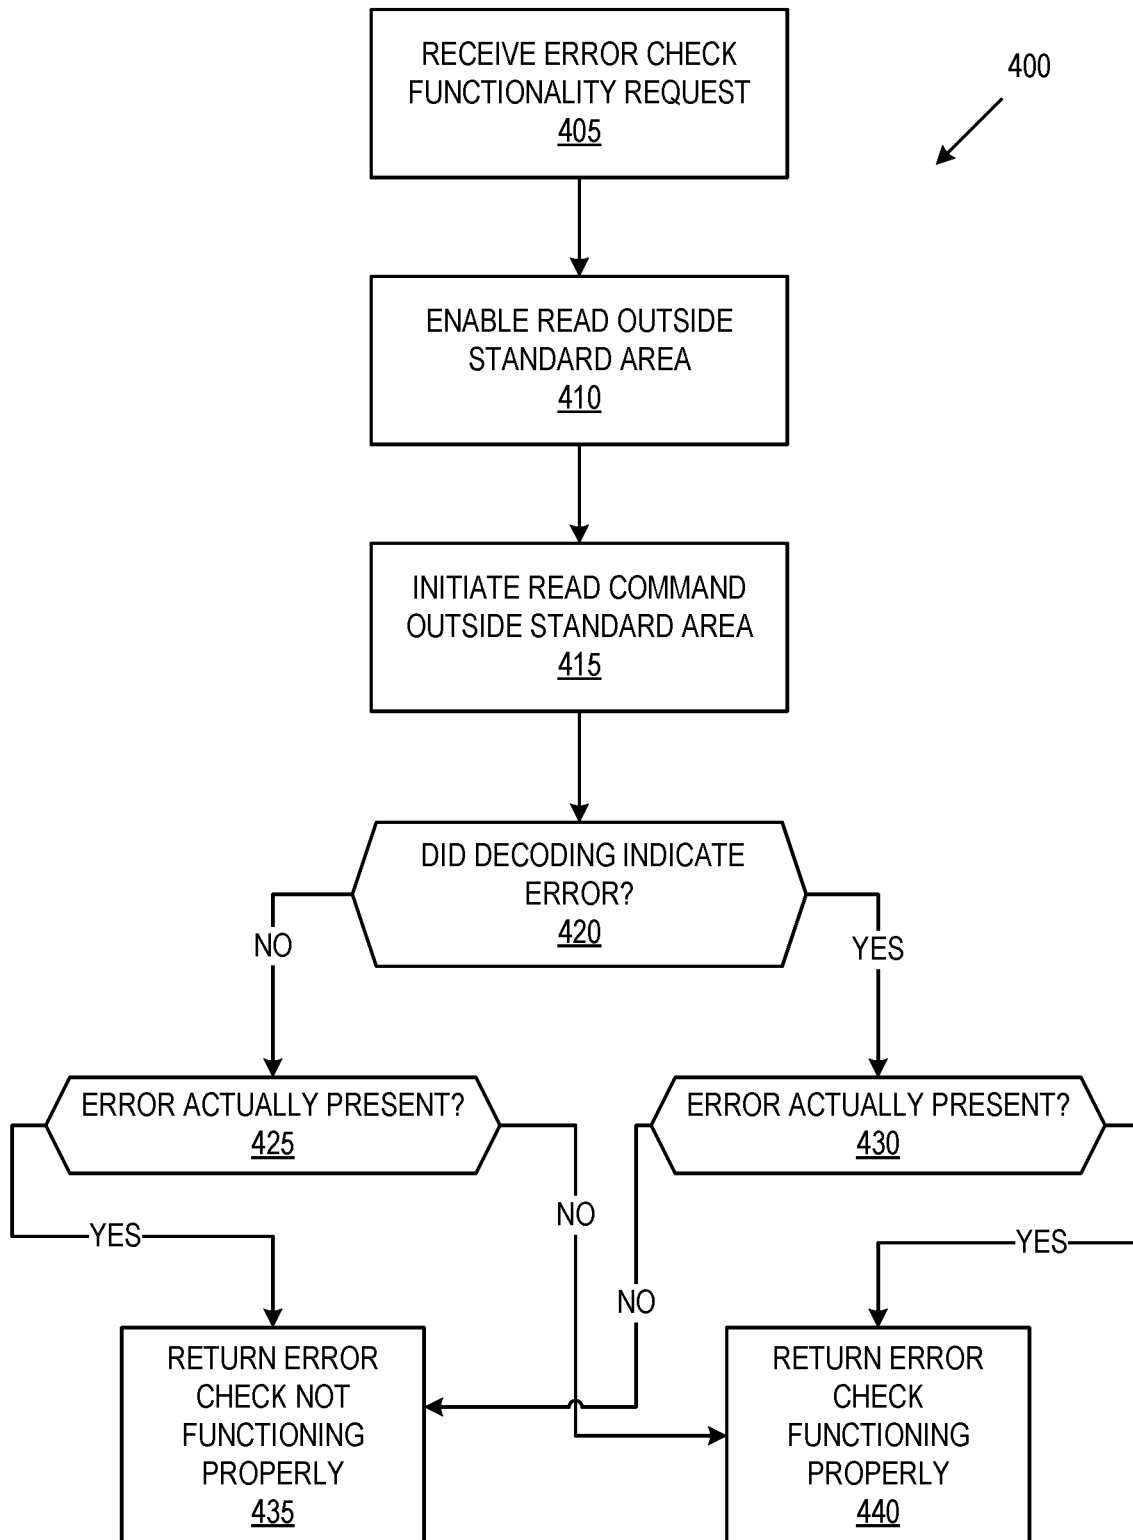 RECEIVE ERROR CHECK
FUNCTIONALITY REQUEST
405
400
ENABLE READ OUTSIDE
STANDARD AREA
410
INITIATE READ COMMAND
OUTSIDE STANDARD AREA
415
DID DECODING INDICATE
ERROR?
420
NO
YES
ERROR ACTUALLY PRESENT?
425
ERROR ACTUALLY PRESENT?
430
YES
NO
NO
YES
RETURN ERROR
CHECK NOT
FUNCTIONING
PROPERLY
435
RETURN ERROR
CHECK
FUNCTIONING
PROPERLY
440